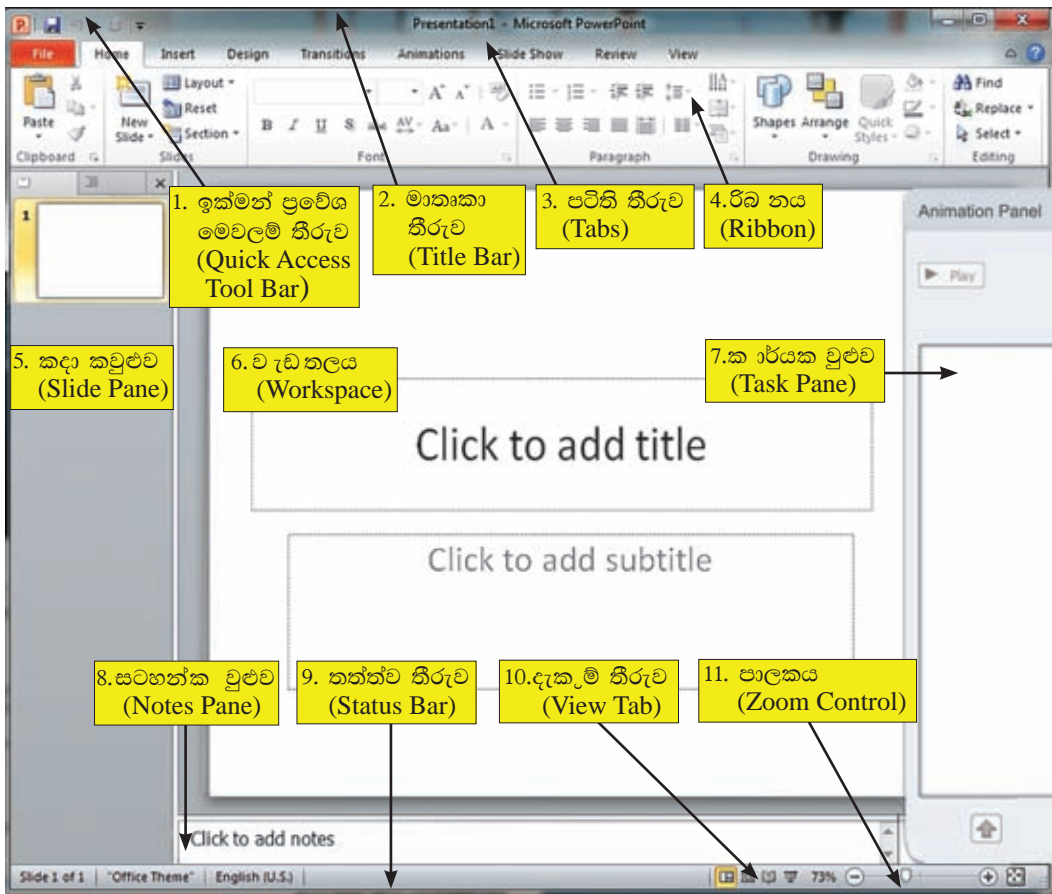 Presentation1 - Microsoft PowerPoint
File Home Insert Design Transitions Animations Slide Show Review View
Paste
New Slide
Layout
Reset
Section
B I U S abc AV Aa A
Shapes Arrange Quick Styles
Find
Replace
Select
Clipboard Slides Font Paragraph Drawing Editing
1
1. ඉක්මන් ප්‍රවේශ
මෙවලම් තීරුව
(Quick Access
Tool Bar)
2. මාතෘකා
තීරුව
(Title Bar)
3. පටිති තීරුව
(Tabs)
4.රිබ නය
(Ribbon)
Animation Panel
Play
5. කදා කවුළුව
(Slide Pane)
6. ව ැඩ තලය
(Workspace)
7.ක ාර්යක වුළුව
(Task Pane)
Click to add title
Click to add subtitle
8.සටහන්ක වුළුව
(Notes Pane)
9. තත්ත්ව තීරුව
(Status Bar)
10.දැකුම් තීරුව
(View Tab)
11. පාලකය
(Zoom Control)
Click to add notes
Slide 1 of 1 "Office Theme" English (U.S.) 73%